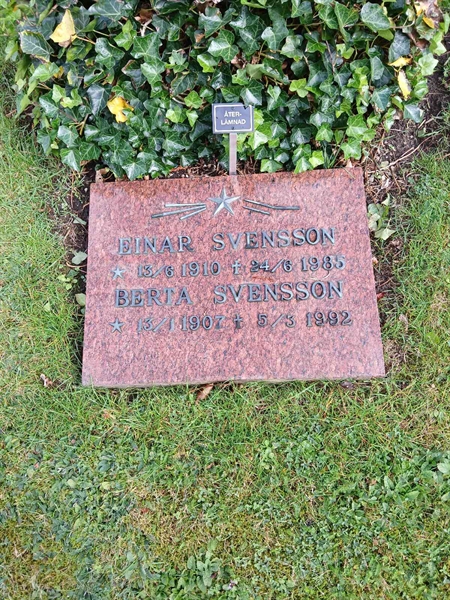 ÅTER-
LÄMNAD
EINAR SVENSSON
* 13/6 1910 † 24/6 1985
BERTA SVENSSON
* 13/1 1907 † 5/3 1992